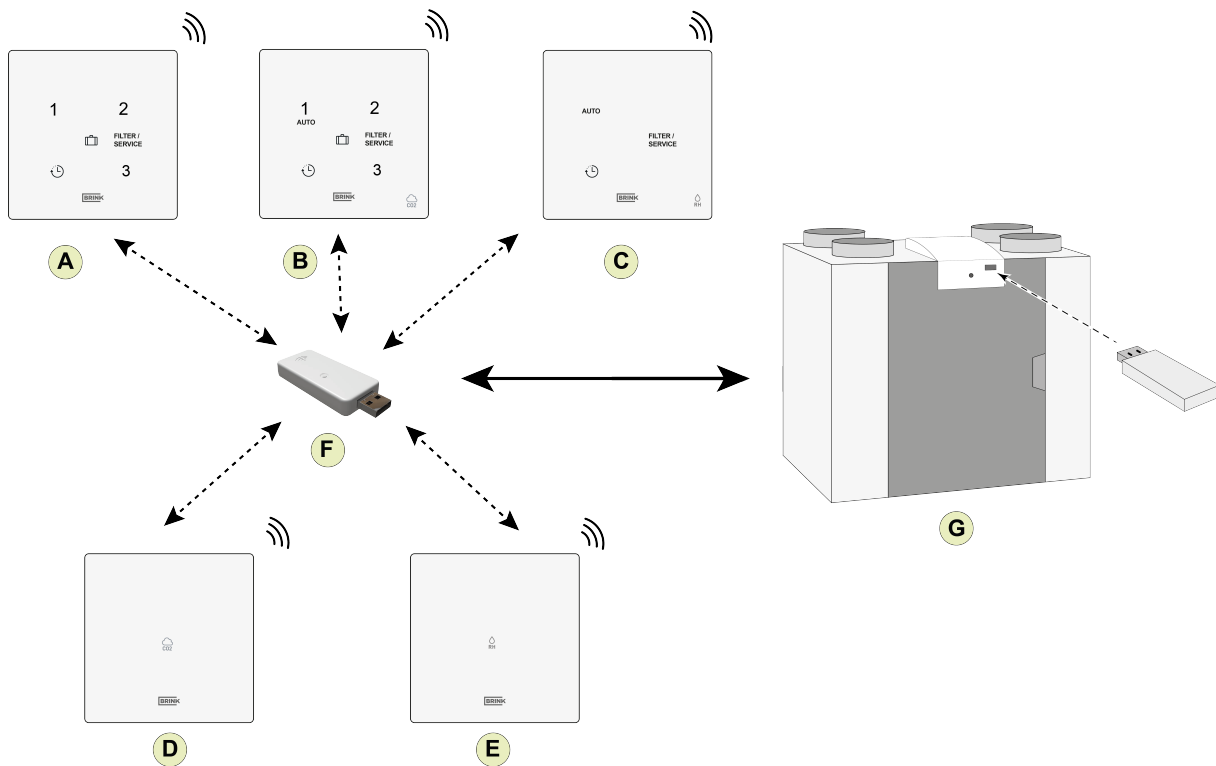 1
2
FILTER /
SERVICE
3
BRINK
A
1
AUTO
2
FILTER /
SERVICE
3
BRINK
CO2
B
AUTO
FILTER /
SERVICE
BRINK
RH
C
F
G
CO2
BRINK
D
RH
BRINK
E